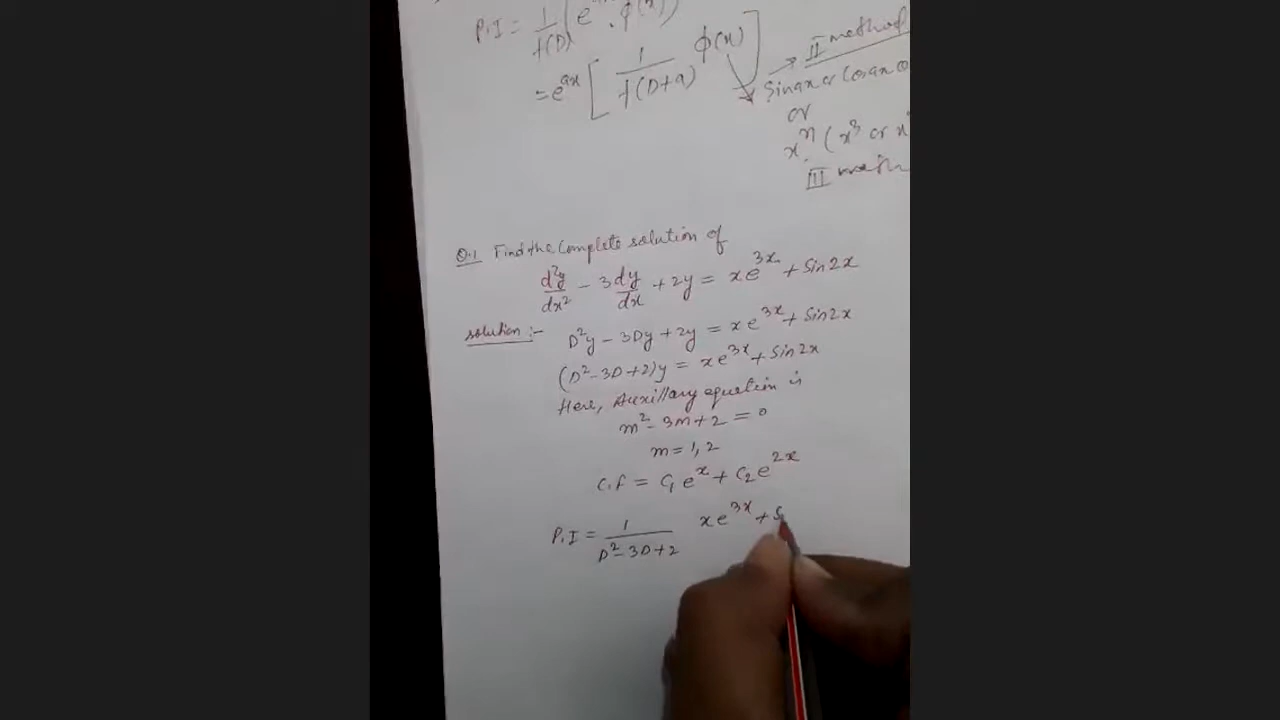 P.I = 1/f(D) (e . φ(x))
= e^ax [ 1/f(D+a) φ(x) ]
→ II method
Sinax or Cosax
or
x^n ( x^3 or x
III meth
Q.1 Find the Complete solution of
d²y/dx² - 3 dy/dx + 2y = xe^3x + Sin2x
solution :-
D²y - 3Dy + 2y = xe^3x + Sin2x
(D² - 3D + 2)y = xe^3x + Sin2x
Here, Auxillary equation is
m² - 3m + 2 = 0
m = 1, 2
C.F = C₁e^x + C₂e^2x
P.I = 1/(D² - 3D + 2) xe^3x + S